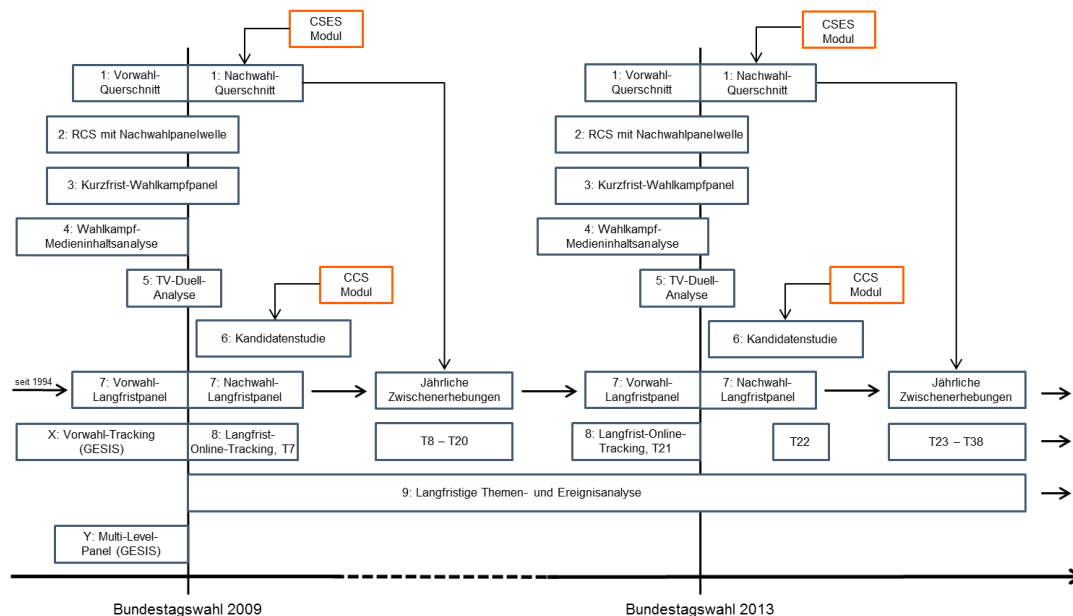 CSES
Modul
CSES
Modul
1: Vorwahl-
Querschnitt
1: Nachwahl-
Querschnitt
1: Vorwahl-
Querschnitt
1: Nachwahl-
Querschnitt
2: RCS mit Nachwahlpanelwelle
2: RCS mit Nachwahlpanelwelle
3: Kurzfrist-Wahlkampfpanel
3: Kurzfrist-Wahlkampfpanel
4: Wahlkampf-
Medieninhaltsanalyse
4: Wahlkampf-
Medieninhaltsanalyse
5: TV-Duell-
Analyse
CCS
Modul
5: TV-Duell-
Analyse
CCS
Modul
6: Kandidatenstudie
6: Kandidatenstudie
seit 1994
7: Vorwahl-
Langfristpanel
7: Nachwahl-
Langfristpanel
Jährliche
Zwischenerhebungen
7: Vorwahl-
Langfristpanel
7: Nachwahl-
Langfristpanel
Jährliche
Zwischenerhebungen
X: Vorwahl-Tracking
(GESIS)
8: Langfrist-
Online-Tracking, T7
T8 – T20
8: Langfrist-Online-
Tracking, T21
T22
T23 – T38
9: Langfristige Themen- und Ereignisanalyse
Y: Multi-Level-
Panel (GESIS)
Bundestagswahl 2009
Bundestagswahl 2013